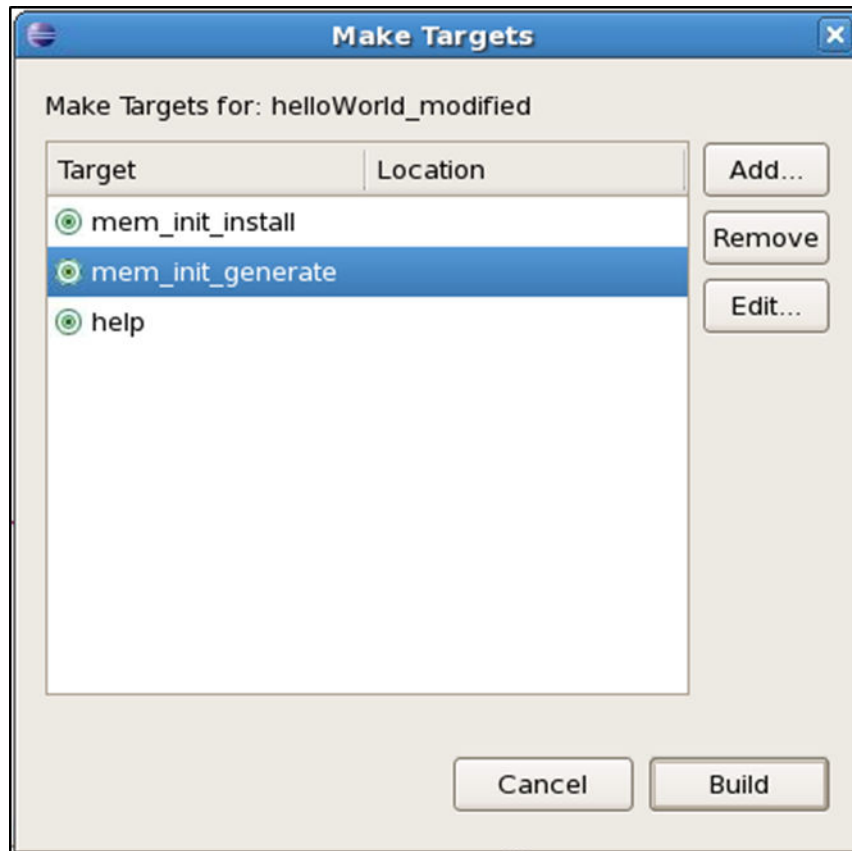 Make Targets
Make Targets for: helloWorld_modified
Target Location
Add...
mem_init_install
Remove
mem_init_generate
Edit...
help
Cancel Build